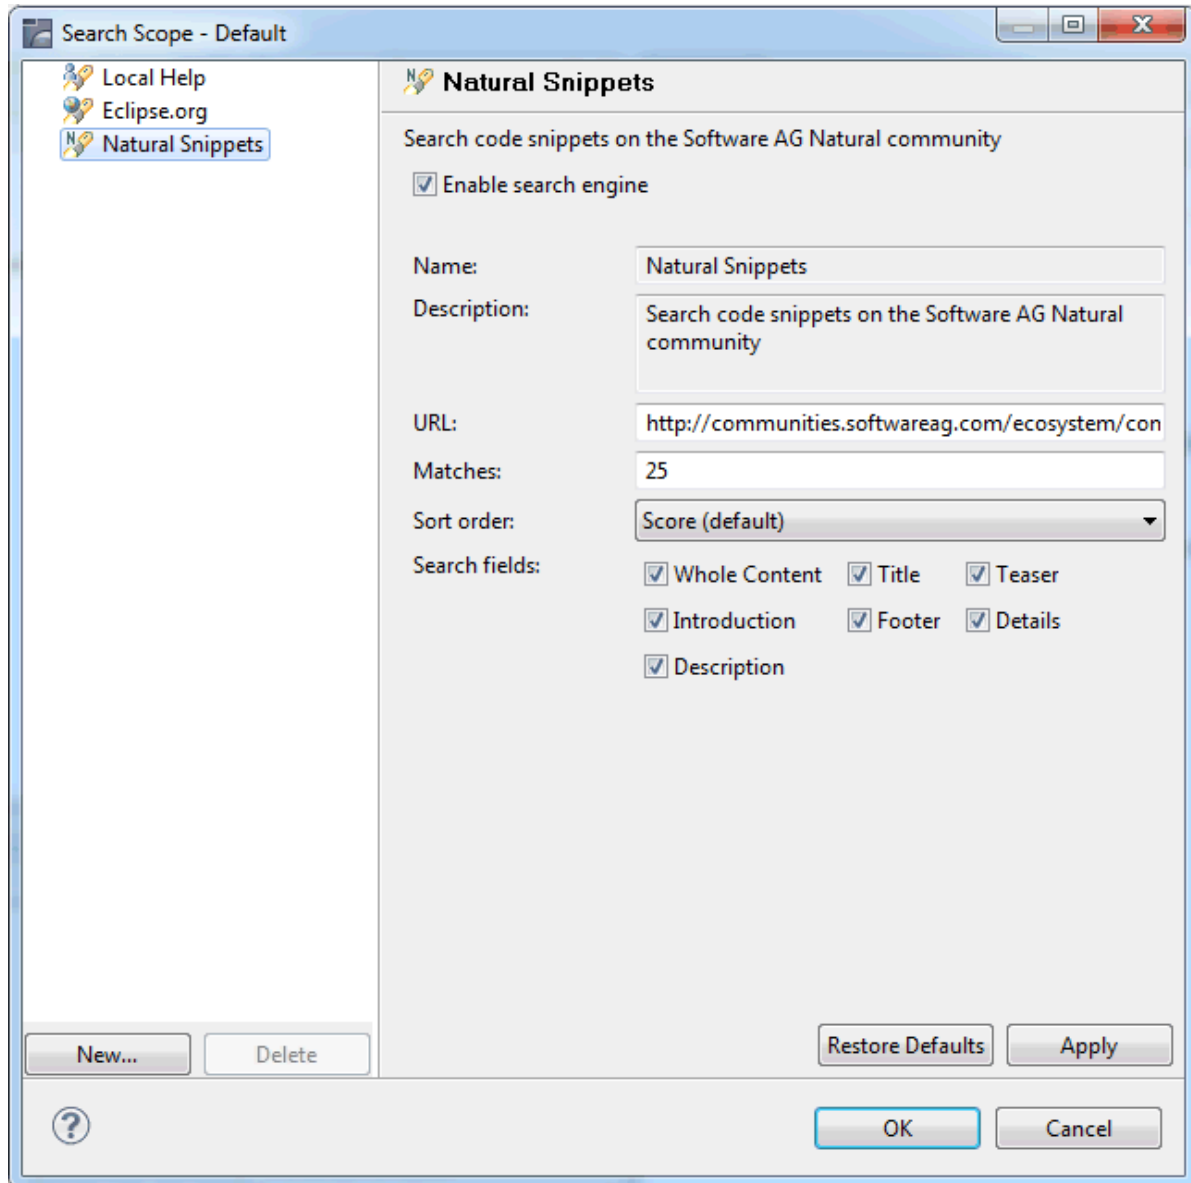 Search Scope - Default
Local Help
Eclipse.org
Natural Snippets
Natural Snippets
Search code snippets on the Software AG Natural community
Enable search engine
Name: Natural Snippets
Description: Search code snippets on the Software AG Natural
community
URL: http://communities.softwareag.com/ecosystem/con
Matches: 25
Sort order: Score (default)
Search fields:
Whole Content Title Teaser
Introduction Footer Details
Description
New... Delete
Restore Defaults Apply
OK Cancel